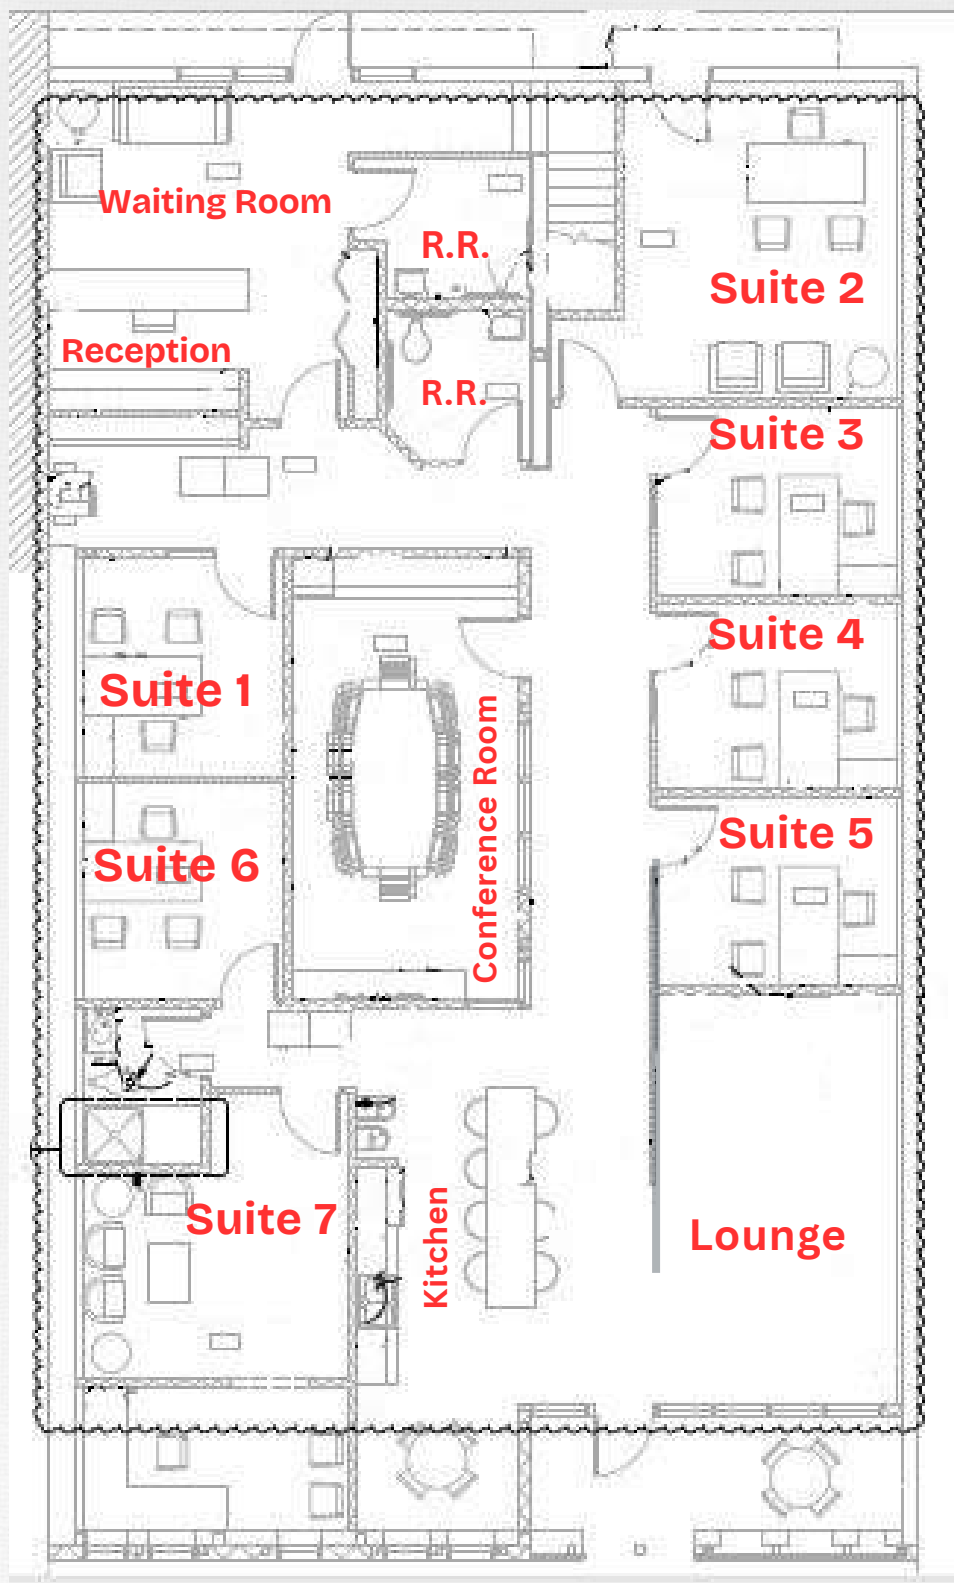 Waiting Room
R.R.
Suite 2
Reception
R.R.
Suite 3
Suite 4
Suite 1
Conference Room
Suite 5
Suite 6
Suite 7
Kitchen
Lounge